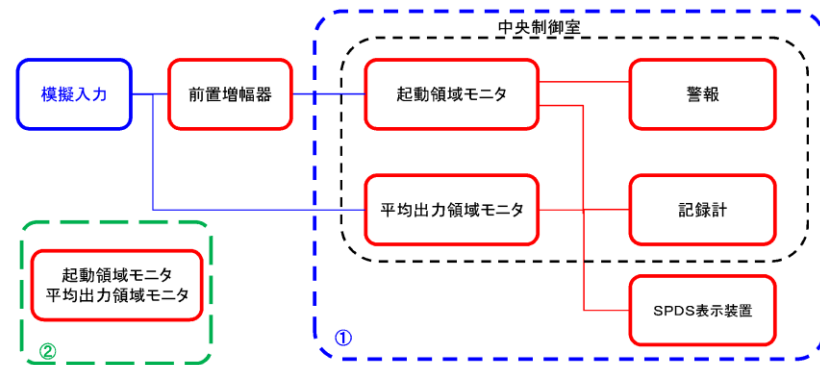 中央制御室
模擬入力
前置増幅器
起動領域モニタ
警報
平均出力領域モニタ
記録計
起動領域モニタ
平均出力領域モニタ
SPDS表示装置
①
②